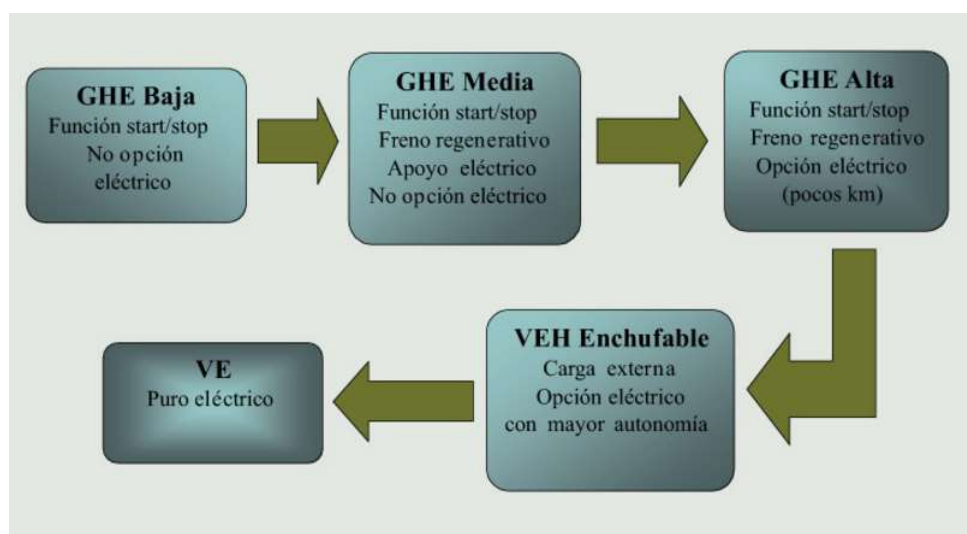 GHE Baja
Función start/stop
No opción
eléctrico
GHE Media
Función start/stop
Freno regenerativo
Apoyo eléctrico
No opción eléctrico
GHE Alta
Función start/stop
Freno regenerativo
Opción eléctrico
(pocos km)
VEH Enchufable
Carga externa
Opción eléctrico
con mayor autonomía
VE
Puro eléctrico